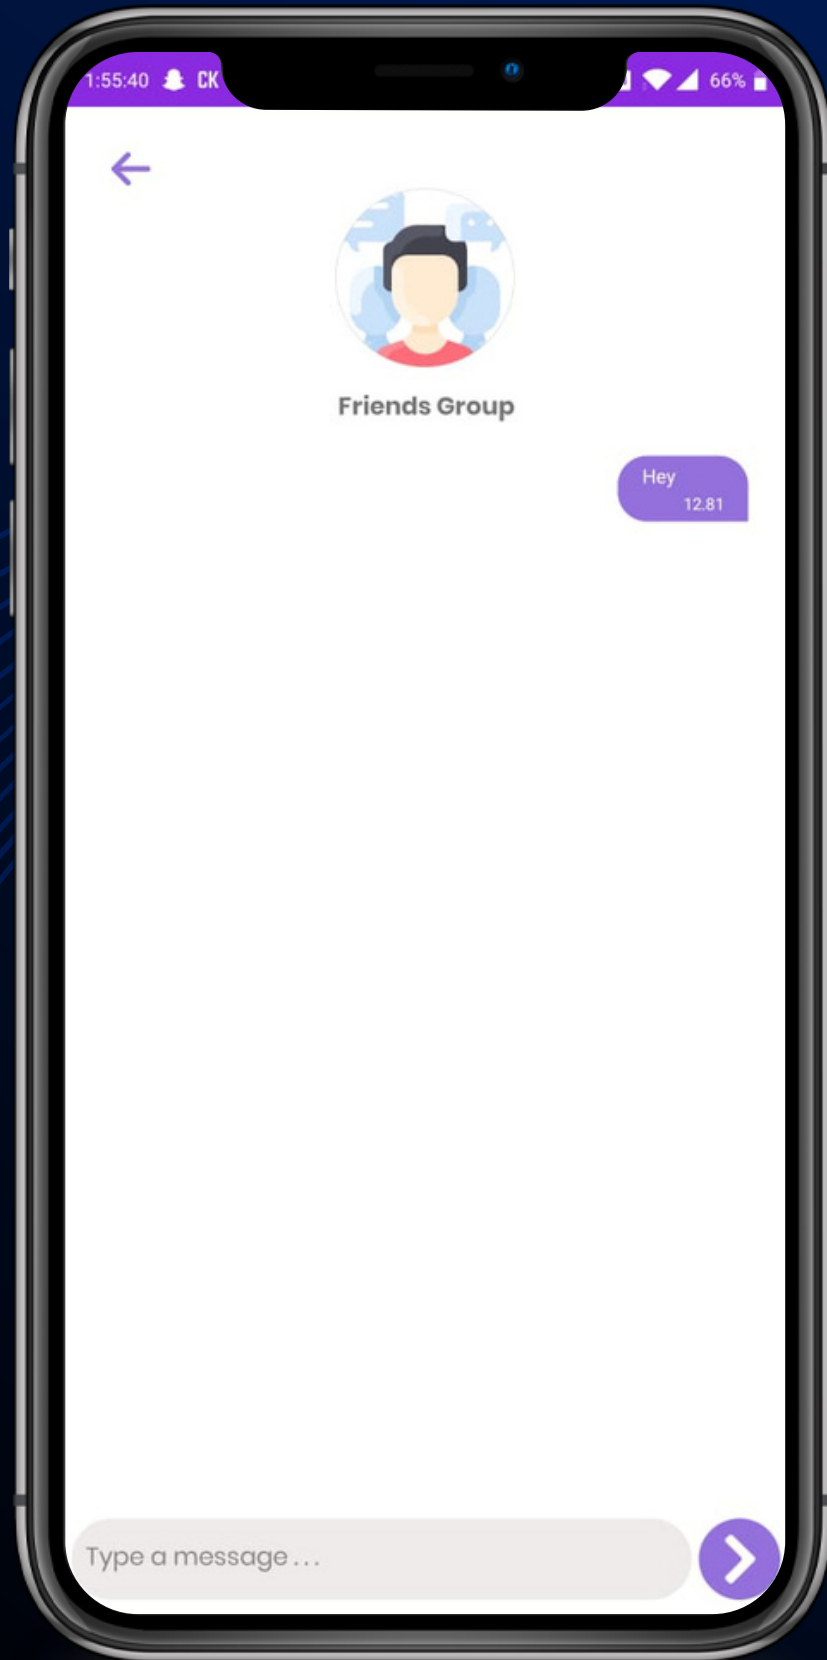 1:55:40 CK 66%
Friends Group
Hey
12.81
Type a message . . .